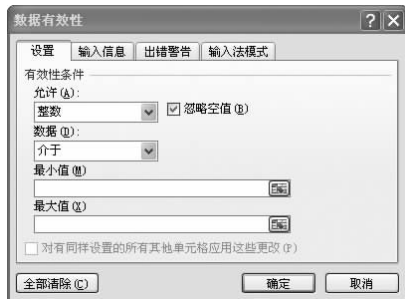 数据有效性
设置 输入信息 出错警告 输入法模式
有效性条件
允许(A):
整数 忽略空值(B)
数据(D):
介于
最小值(M)
最大值(X)
对有同样设置的所有其他单元格应用这些更改(P)
全部清除(C) 确定 取消